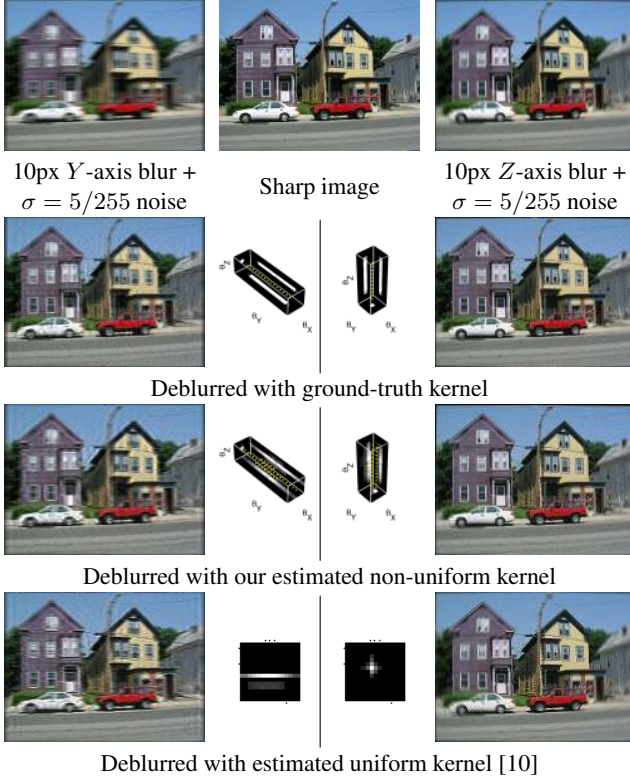 10px Y-axis blur +
σ = 5/255 noise
Sharp image
10px Z-axis blur +
σ = 5/255 noise
θZ
θY
θX
θZ
θY
θX
Deblurred with ground-truth kernel
θZ
θY
θX
θZ
θY
θX
Deblurred with our estimated non-uniform kernel
Deblurred with estimated uniform kernel [10]